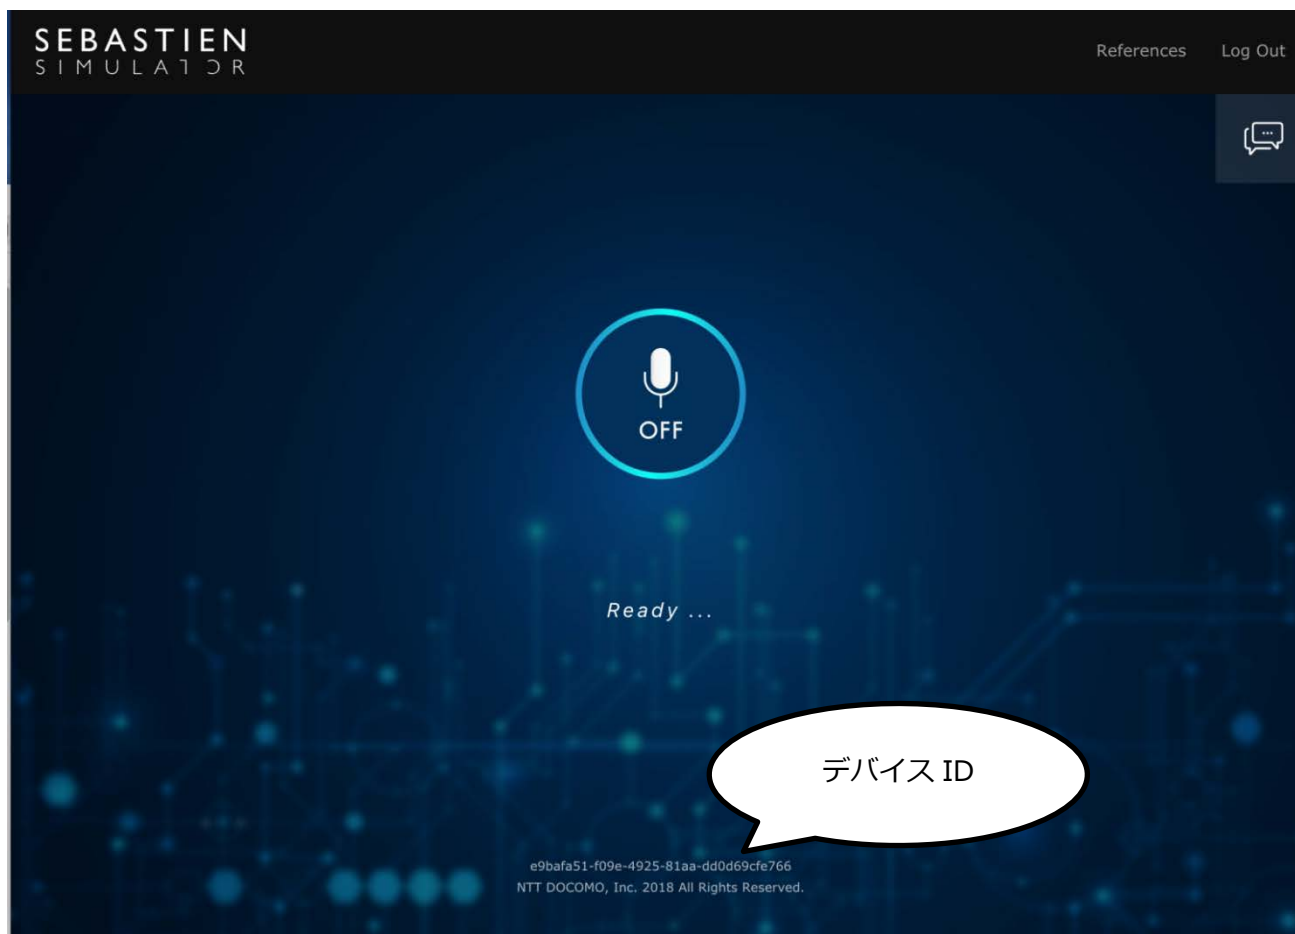 SEBASTIEN
SIMULATOR
References Log Out
OFF
Ready ...
デバイス ID
e9bafa51-f09e-4925-81aa-dd0d69cfe766
NTT DOCOMO, Inc. 2018 All Rights Reserved.